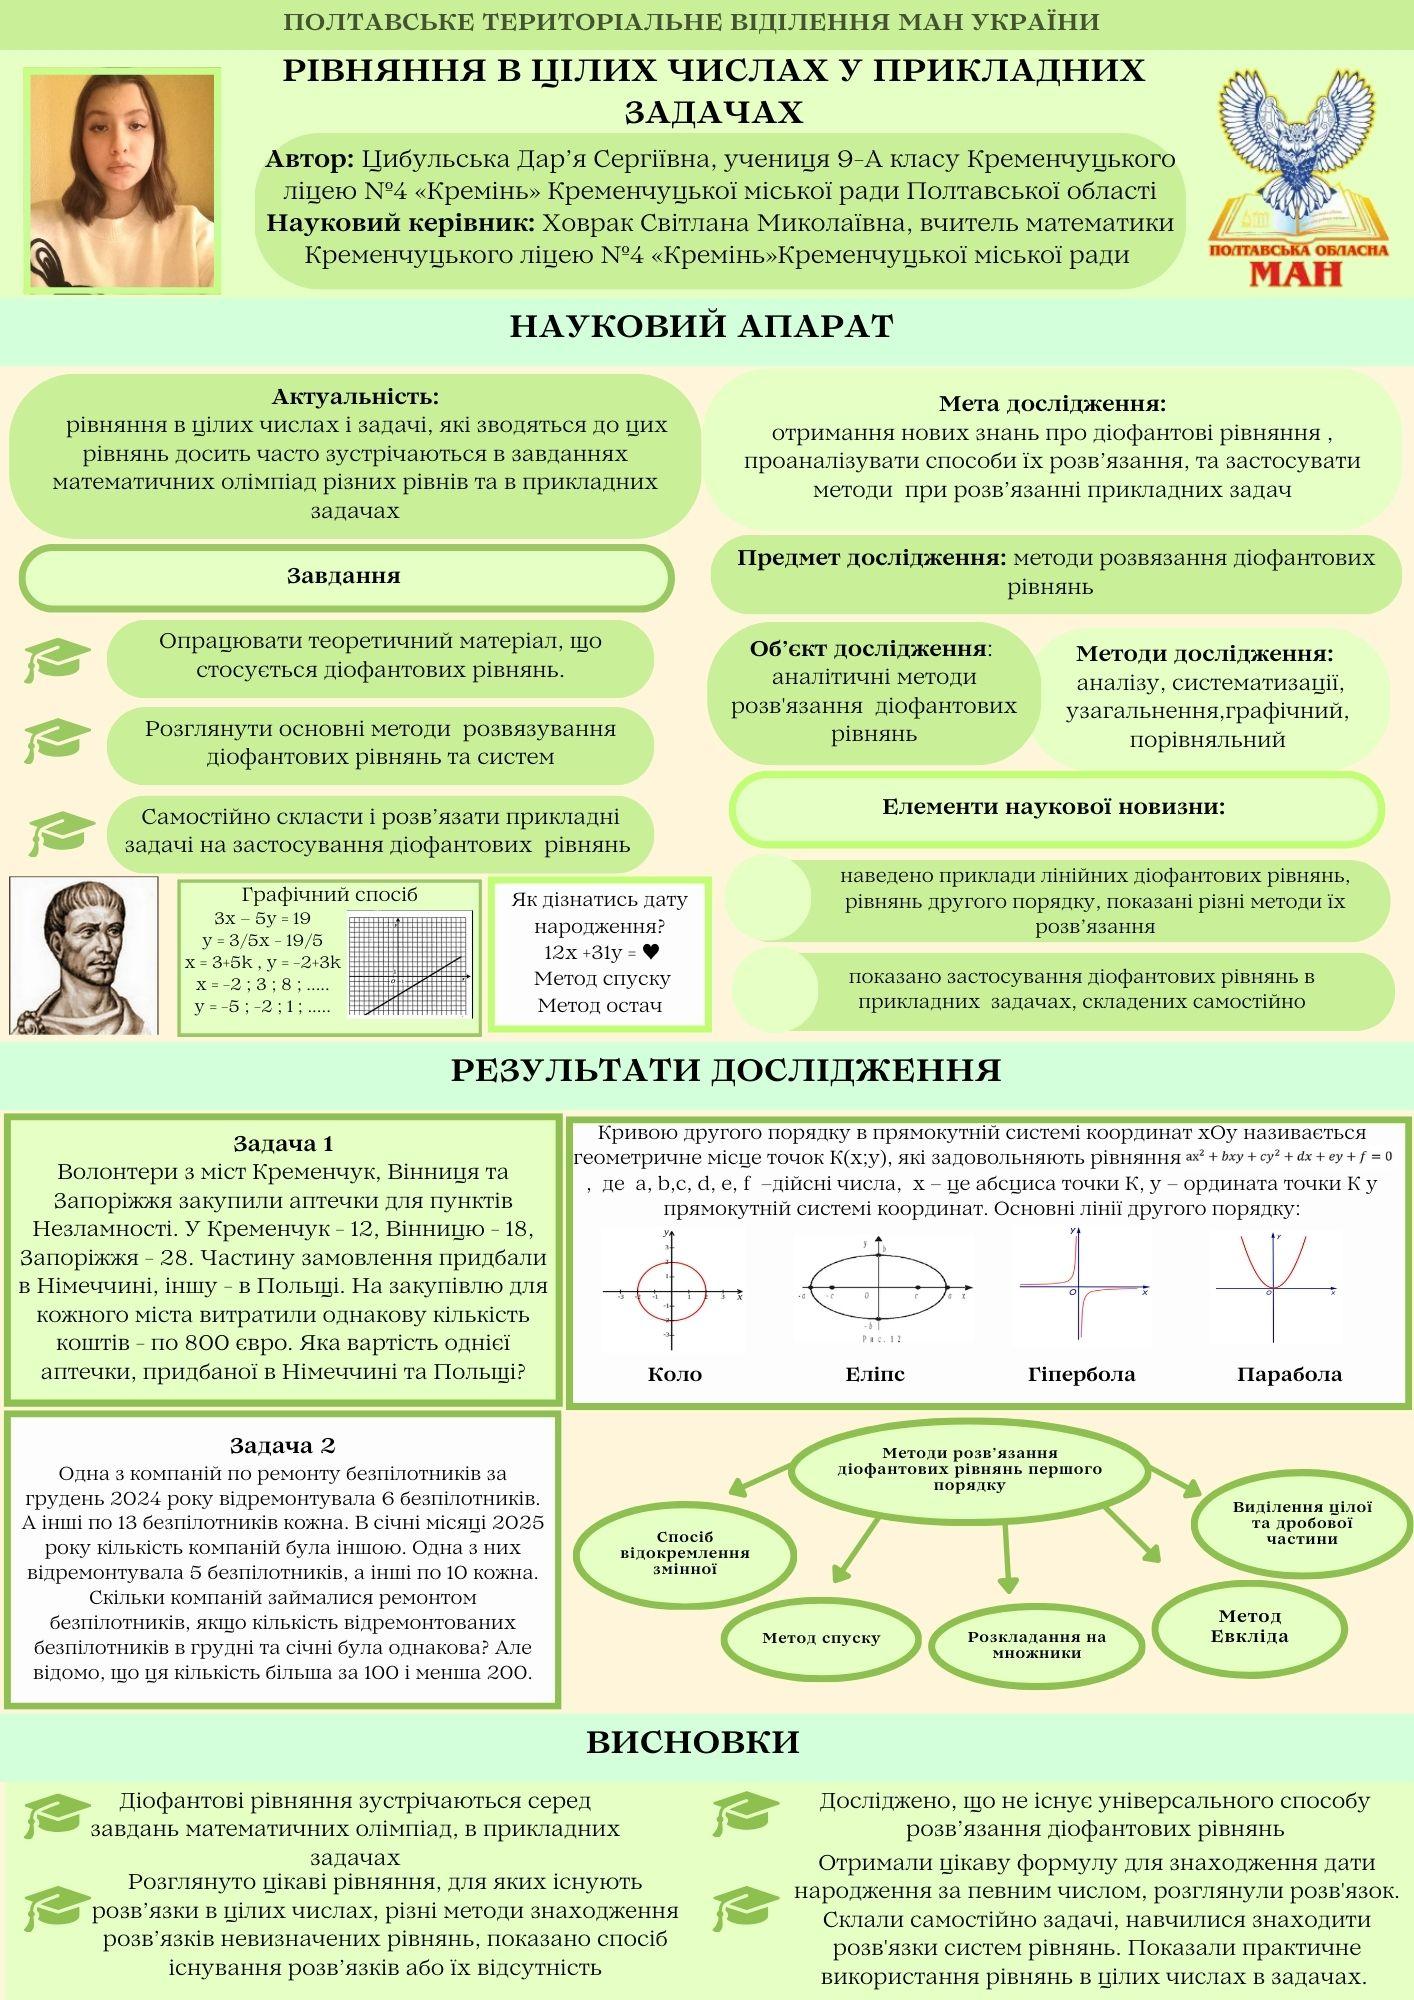 ПОЛТАВСЬКЕ ТЕРИТОРІАЛЬНЕ ВІДІЛЕННЯ МАН УКРАЇНИ
РІВНЯННЯ В ЦІЛИХ ЧИСЛАХ У ПРИКЛАДНИХ
ЗАДАЧАХ
Автор: Цибульська Дар’я Сергіївна, учениця 9-А класу Кременчуцького
ліцею №4 «Кремінь» Кременчуцької міської ради Полтавської області
Науковий керівник: Ховрак Світлана Миколаївна, вчитель математики
Кременчуцького ліцею №4 «Кремінь»Кременчуцької міської ради
ПОЛТАВСЬКА ОБЛАСНА
МАН
НАУКОВИЙ АПАРАТ
Актуальність:
рівняння в цілих числах і задачі, які зводяться до цих
рівнянь досить часто зустрічаються в завданнях
математичних олімпіад різних рівнів та в прикладних
задачах
Завдання
Опрацювати теоретичний матеріал, що
стосується діофантових рівнянь.
Розглянути основні методи розвязування
діофантових рівнянь та систем
Самостійно скласти і розв’язати прикладні
задачі на застосування діофантових рівнянь
Графічний спосіб
3x – 5y = 19
y = 3/5x – 19/5
x = 3+5k , y = -2+3k
x = -2 ; 3 ; 8 ; .....
y = -5 ; -2 ; 1 ; .....
Як дізнатись дату
народження?
12x +31y = ♥
Метод спуску
Метод остач
Мета дослідження:
отримання нових знань про діофантові рівняння ,
проаналізувати способи їх розв’язання, та застосувати
методи при розв’язанні прикладних задач
Предмет дослідження: методи розвязання діофантових
рівнянь
Об’єкт дослідження:
аналітичні методи
розв'язання діофантових
рівнянь
Методи дослідження:
аналізу, систематизації,
узагальнення,графічний,
порівняльний
Елементи наукової новизни:
наведено приклади лінійних діофантових рівнянь,
рівнянь другого порядку, показані різні методи їх
розв’язання
показано застосування діофантових рівнянь в
прикладних задачах, складених самостійно
РЕЗУЛЬТАТИ ДОСЛІДЖЕННЯ
Задача 1
Волонтери з міст Кременчук, Вінниця та
Запоріжжя закупили аптечки для пунктів
Незламності. У Кременчук - 12, Вінницю - 18,
Запоріжжя - 28. Частину замовлення придбали
в Німеччині, іншу - в Польщі. На закупівлю для
кожного міста витратили однакову кількість
коштів - по 800 євро. Яка вартість однієї
аптечки, придбаної в Німеччині та Польщі?
Кривою другого порядку в прямокутній системі координат xOy називається
геометричне місце точок K(x;y), які задовольняють рівняння ax² + bxy + cy² + dx + ey + f = 0
, де a, b,c, d, e, f –дійсні числа, x – це абсциса точки К, y – ордината точки К у
прямокутній системі координат. Основні лінії другого порядку:
Рис.12
Коло
Еліпс
Гіпербола
Парабола
Задача 2
Одна з компаній по ремонту безпілотників за
грудень 2024 року відремонтувала 6 безпілотників.
А інші по 13 безпілотників кожна. В січні місяці 2025
року кількість компаній була іншою. Одна з них
відремонтувала 5 безпілотників, а інші по 10 кожна.
Скільки компаній займалися ремонтом
безпілотників, якщо кількість відремонтованих
безпілотників в грудні та січні була однакова? Але
відомо, що ця кількість більша за 100 і менша 200.
Методи розв’язання
діофантових рівнянь першого
порядку
Спосіб
відокремлення
змінної
Метод спуску
Розкладання на
множники
Метод
Евкліда
Виділення цілої
та дробової
частини
ВИСНОВКИ
Діофантові рівняння зустрічаються серед
завдань математичних олімпіад, в прикладних
задачах
Розглянуто цікаві рівняння, для яких існують
розв’язки в цілих числах, різні методи знаходження
розв’язків невизначених рівнянь, показано спосіб
існування розв’язків або їх відсутність
Досліджено, що не існує універсального способу
розв’язання діофантових рівнянь
Отримали цікаву формулу для знаходження дати
народження за певним числом, розглянули розв'язок.
Склали самостійно задачі, навчилися знаходити
розв'язки систем рівнянь. Показали практичне
використання рівнянь в цілих числах в задачах.